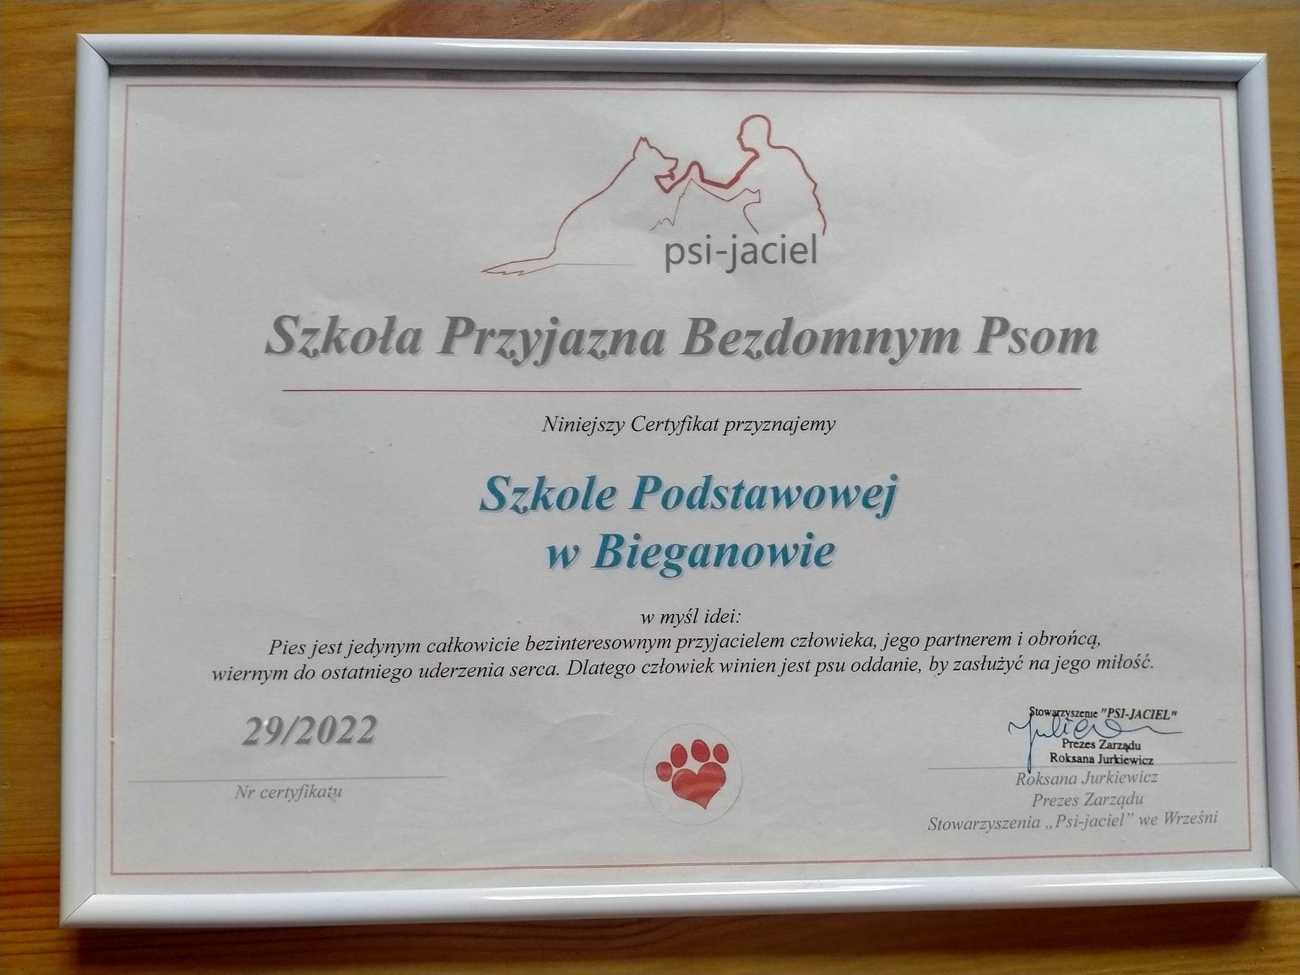 psi-jaciel
Szkoła Przyjazna Bezdomnym Psom
Niniejszy Certyfikat przyznajemy
Szkole Podstawowej
w Bieganowie
w myśl idei:
Pies jest jedynym całkowicie bezinteresownym przyjacielem człowieka, jego partnerem i obrońcą,
wiernym do ostatniego uderzenia serca. Dlatego człowiek winien jest psu oddanie, by zasłużyć na jego miłość.
29/2022
Nr certyfikatu
Stowarzyszenie "PSI-JACIEL"
Prezes Zarządu
Roksana Jurkiewicz
Roksana Jurkiewicz
Prezes Zarządu
Stowarzyszenia „Psi-jaciel” we Wrześni